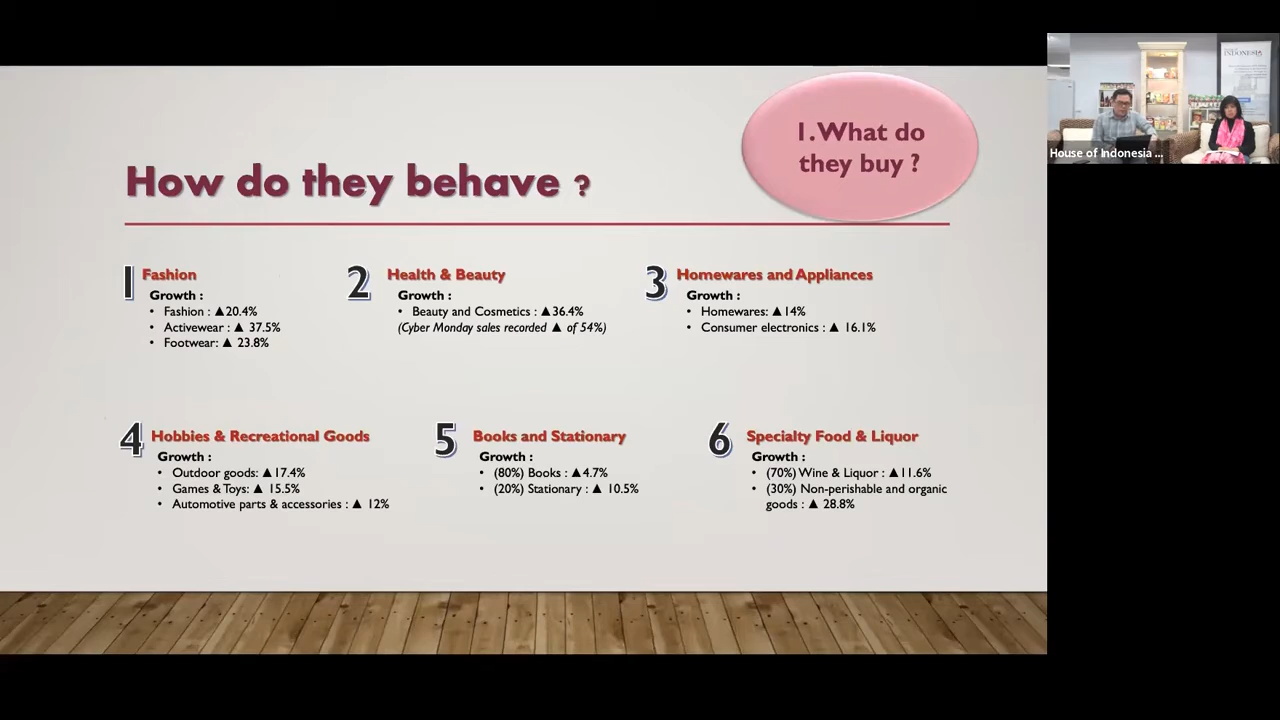 How do they behave ?
1.What do
they buy ?
1 Fashion
Growth :
• Fashion : ▲20.4%
• Activewear : ▲ 37.5%
• Footwear: ▲ 23.8%
2 Health & Beauty
Growth :
• Beauty and Cosmetics : ▲36.4%
(Cyber Monday sales recorded ▲ of 54%)
3 Homewares and Appliances
Growth :
• Homewares: ▲14%
• Consumer electronics : ▲ 16.1%
4 Hobbies & Recreational Goods
Growth :
• Outdoor goods: ▲17.4%
• Games & Toys: ▲ 15.5%
• Automotive parts & accessories : ▲ 12%
5 Books and Stationary
Growth :
• (80%) Books : ▲4.7%
• (20%) Stationary : ▲ 10.5%
6 Specialty Food & Liquor
Growth :
• (70%) Wine & Liquor : ▲11.6%
• (30%) Non-perishable and organic
goods : ▲ 28.8%
INDONESIA
House of Indonesia ...